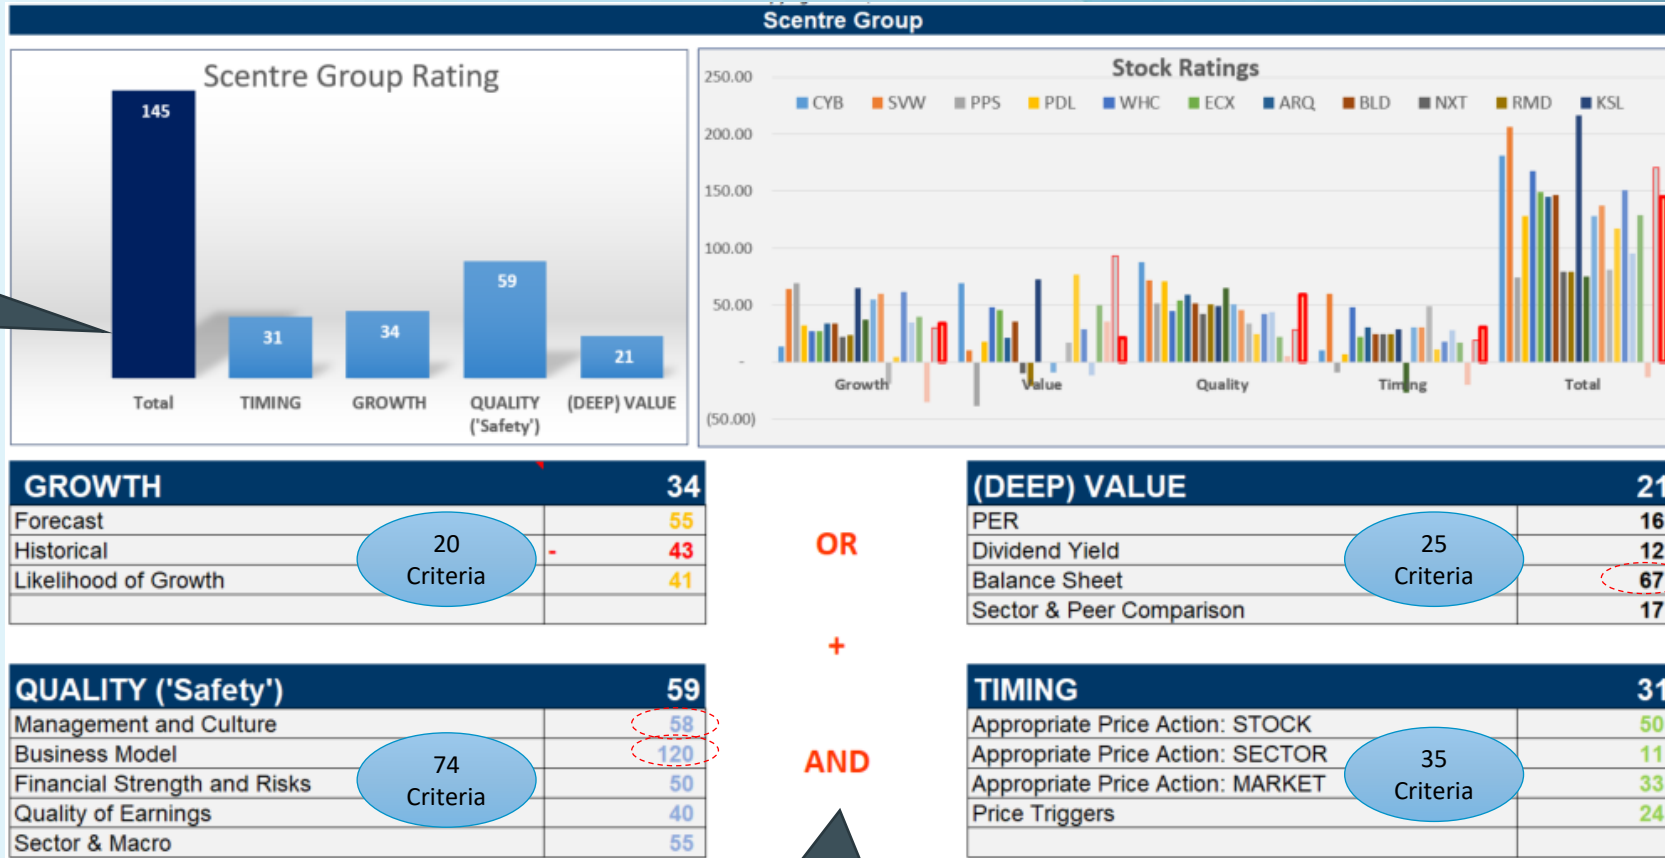 Scentre Group
Scentre Group Rating
145
31
34
59
21
Total
TIMING
GROWTH
QUALITY
('Safety')
(DEEP) VALUE
Stock Ratings
CYB SVW PPS PDL WHC ECX ARQ BLD NXT RMD KSL
250.00
200.00
150.00
100.00
50.00
-
(50.00)
Growth
Value
Quality
Timing
Total
GROWTH 34
Forecast 55
Historical - 43
Likelihood of Growth 41
20
Criteria
OR
(DEEP) VALUE 21
PER 16
Dividend Yield 12
Balance Sheet 67
Sector & Peer Comparison 17
25
Criteria
+
QUALITY ('Safety') 59
Management and Culture 58
Business Model 120
Financial Strength and Risks 50
Quality of Earnings 40
Sector & Macro 55
74
Criteria
AND
TIMING 31
Appropriate Price Action: STOCK 50
Appropriate Price Action: SECTOR 11
Appropriate Price Action: MARKET 33
Price Triggers 24
35
Criteria